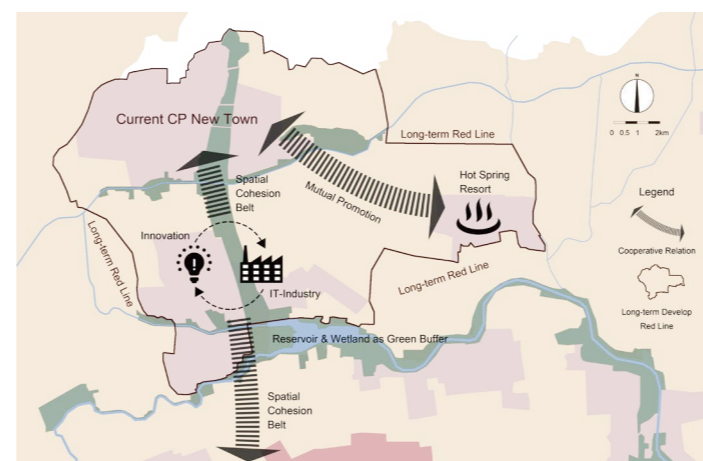 Current CP New Town
Long-term Red Line
N
0 0.5 1 2km
Spatial
Cohesion
Belt
Mutual Promotion
Hot Spring
Resort
Legend
Cooperative Relation
Innovation
Long-term Red Line
IT-Industry
Long-term Red Line
Long-term Develop
Red Line
Reservoir & Wetland as Green Buffer
Spatial
Cohesion
Belt